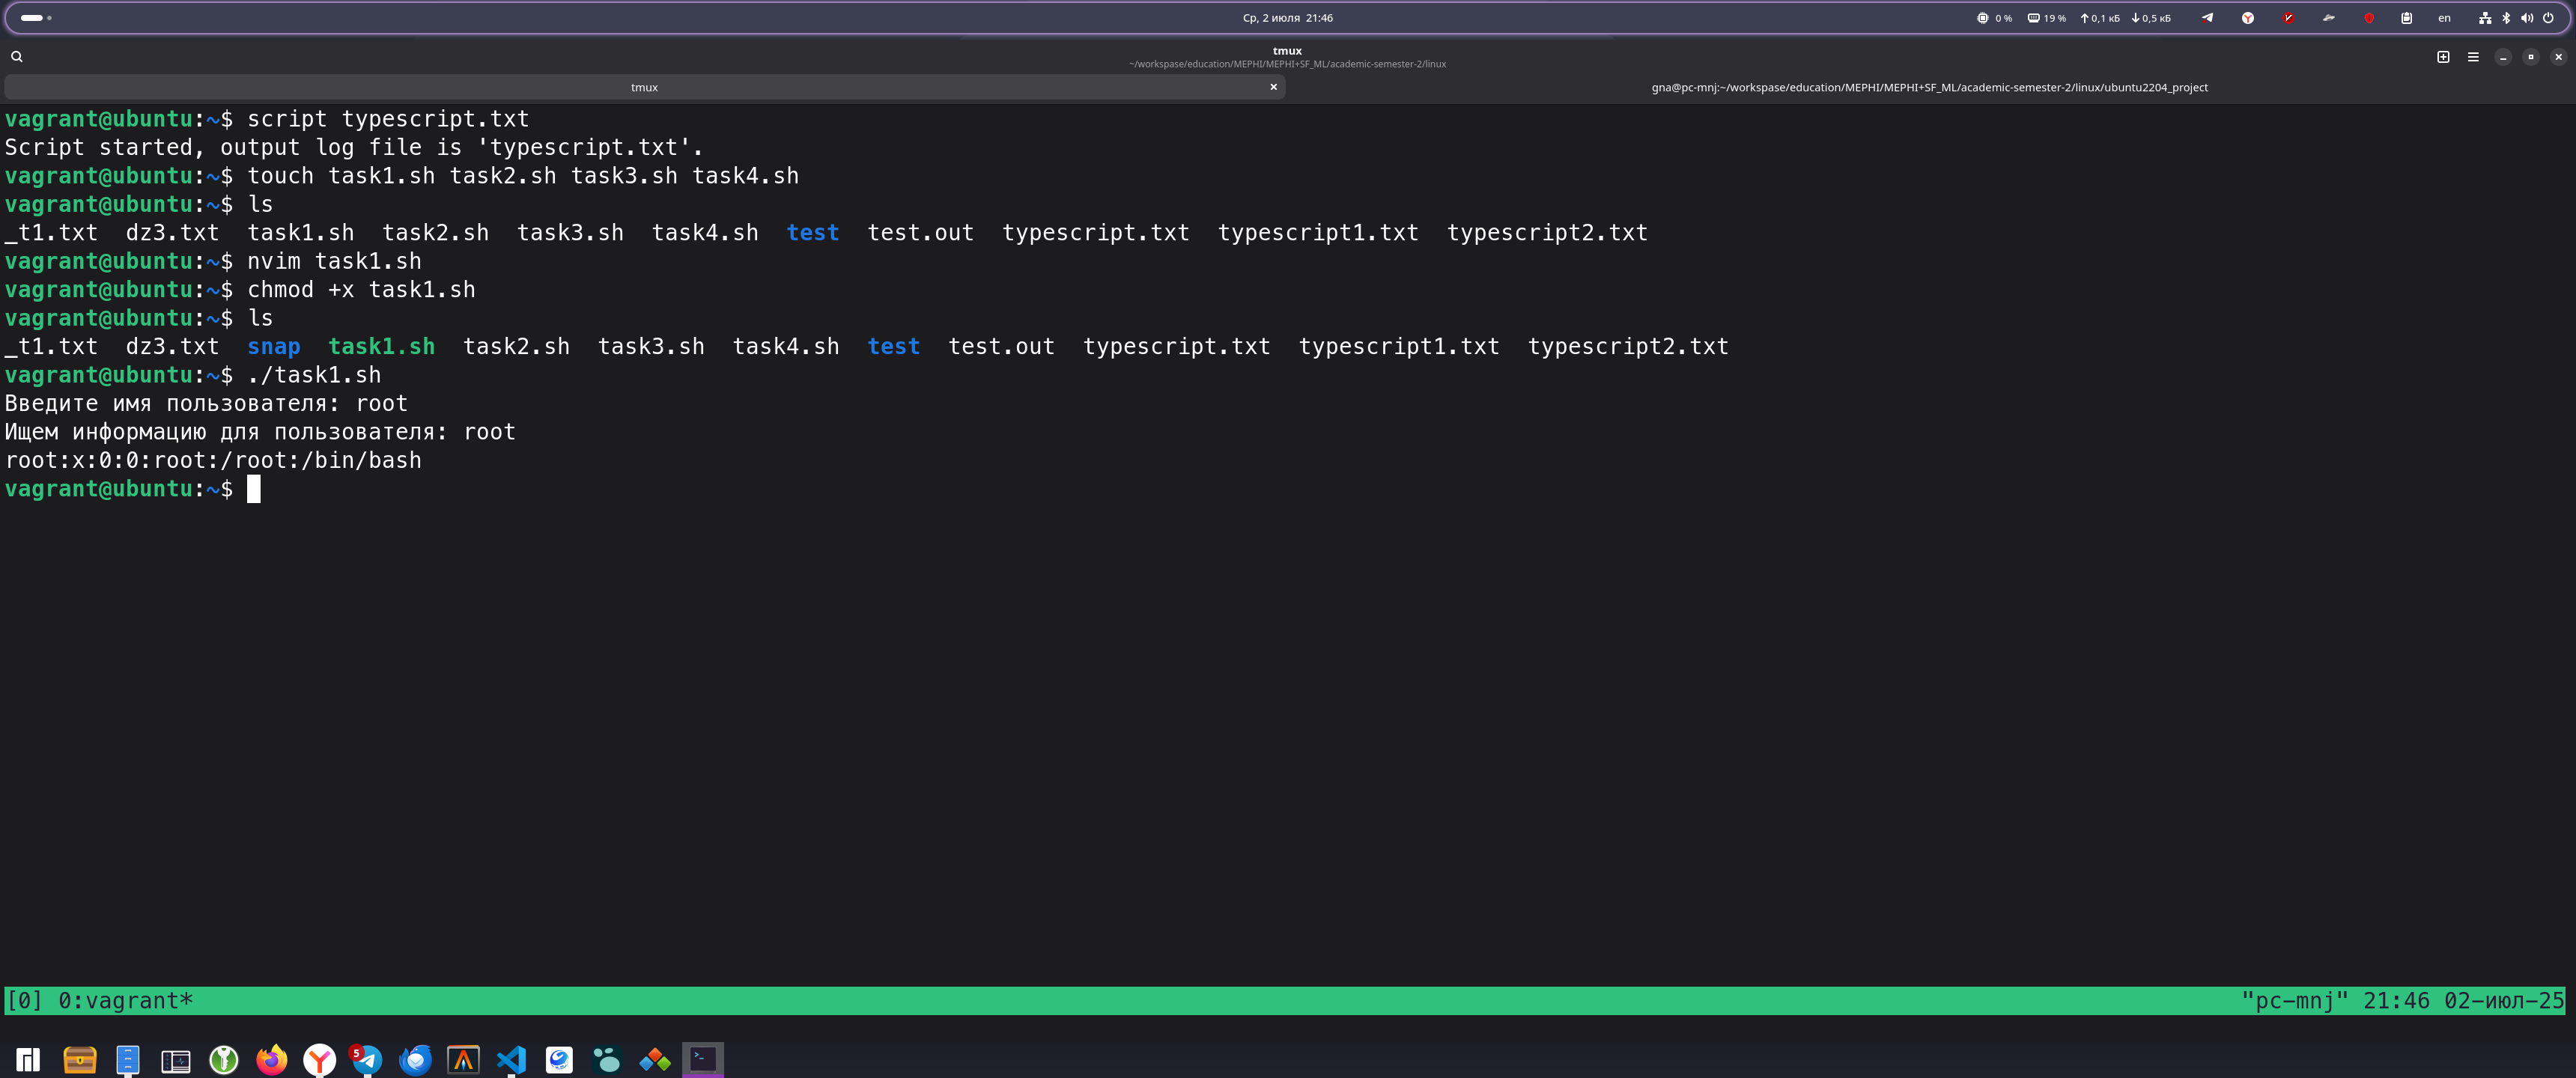 Ср, 2 июля 21:46
0 % 19 % 0,1 кБ 0,5 кБ en
tmux
~/workspase/education/MEPHI/MEPHI+SF_ML/academic-semester-2/linux
tmux
gna@pc-mnj:~/workspase/education/MEPHI/MEPHI+SF_ML/academic-semester-2/linux/ubuntu2204_project
vagrant@ubuntu:~$ script typescript.txt
Script started, output log file is 'typescript.txt'.
vagrant@ubuntu:~$ touch task1.sh task2.sh task3.sh task4.sh
vagrant@ubuntu:~$ ls
_t1.txt  dz3.txt  task1.sh  task2.sh  task3.sh  task4.sh  test  test.out  typescript.txt  typescript1.txt  typescript2.txt
vagrant@ubuntu:~$ nvim task1.sh
vagrant@ubuntu:~$ chmod +x task1.sh
vagrant@ubuntu:~$ ls
_t1.txt  dz3.txt  snap  task1.sh  task2.sh  task3.sh  task4.sh  test  test.out  typescript.txt  typescript1.txt  typescript2.txt
vagrant@ubuntu:~$ ./task1.sh
Введите имя пользователя: root
Ищем информацию для пользователя: root
root:x:0:0:root:/root:/bin/bash
vagrant@ubuntu:~$
[0] 0:vagrant* "pc-mnj" 21:46 02-июл-25
5